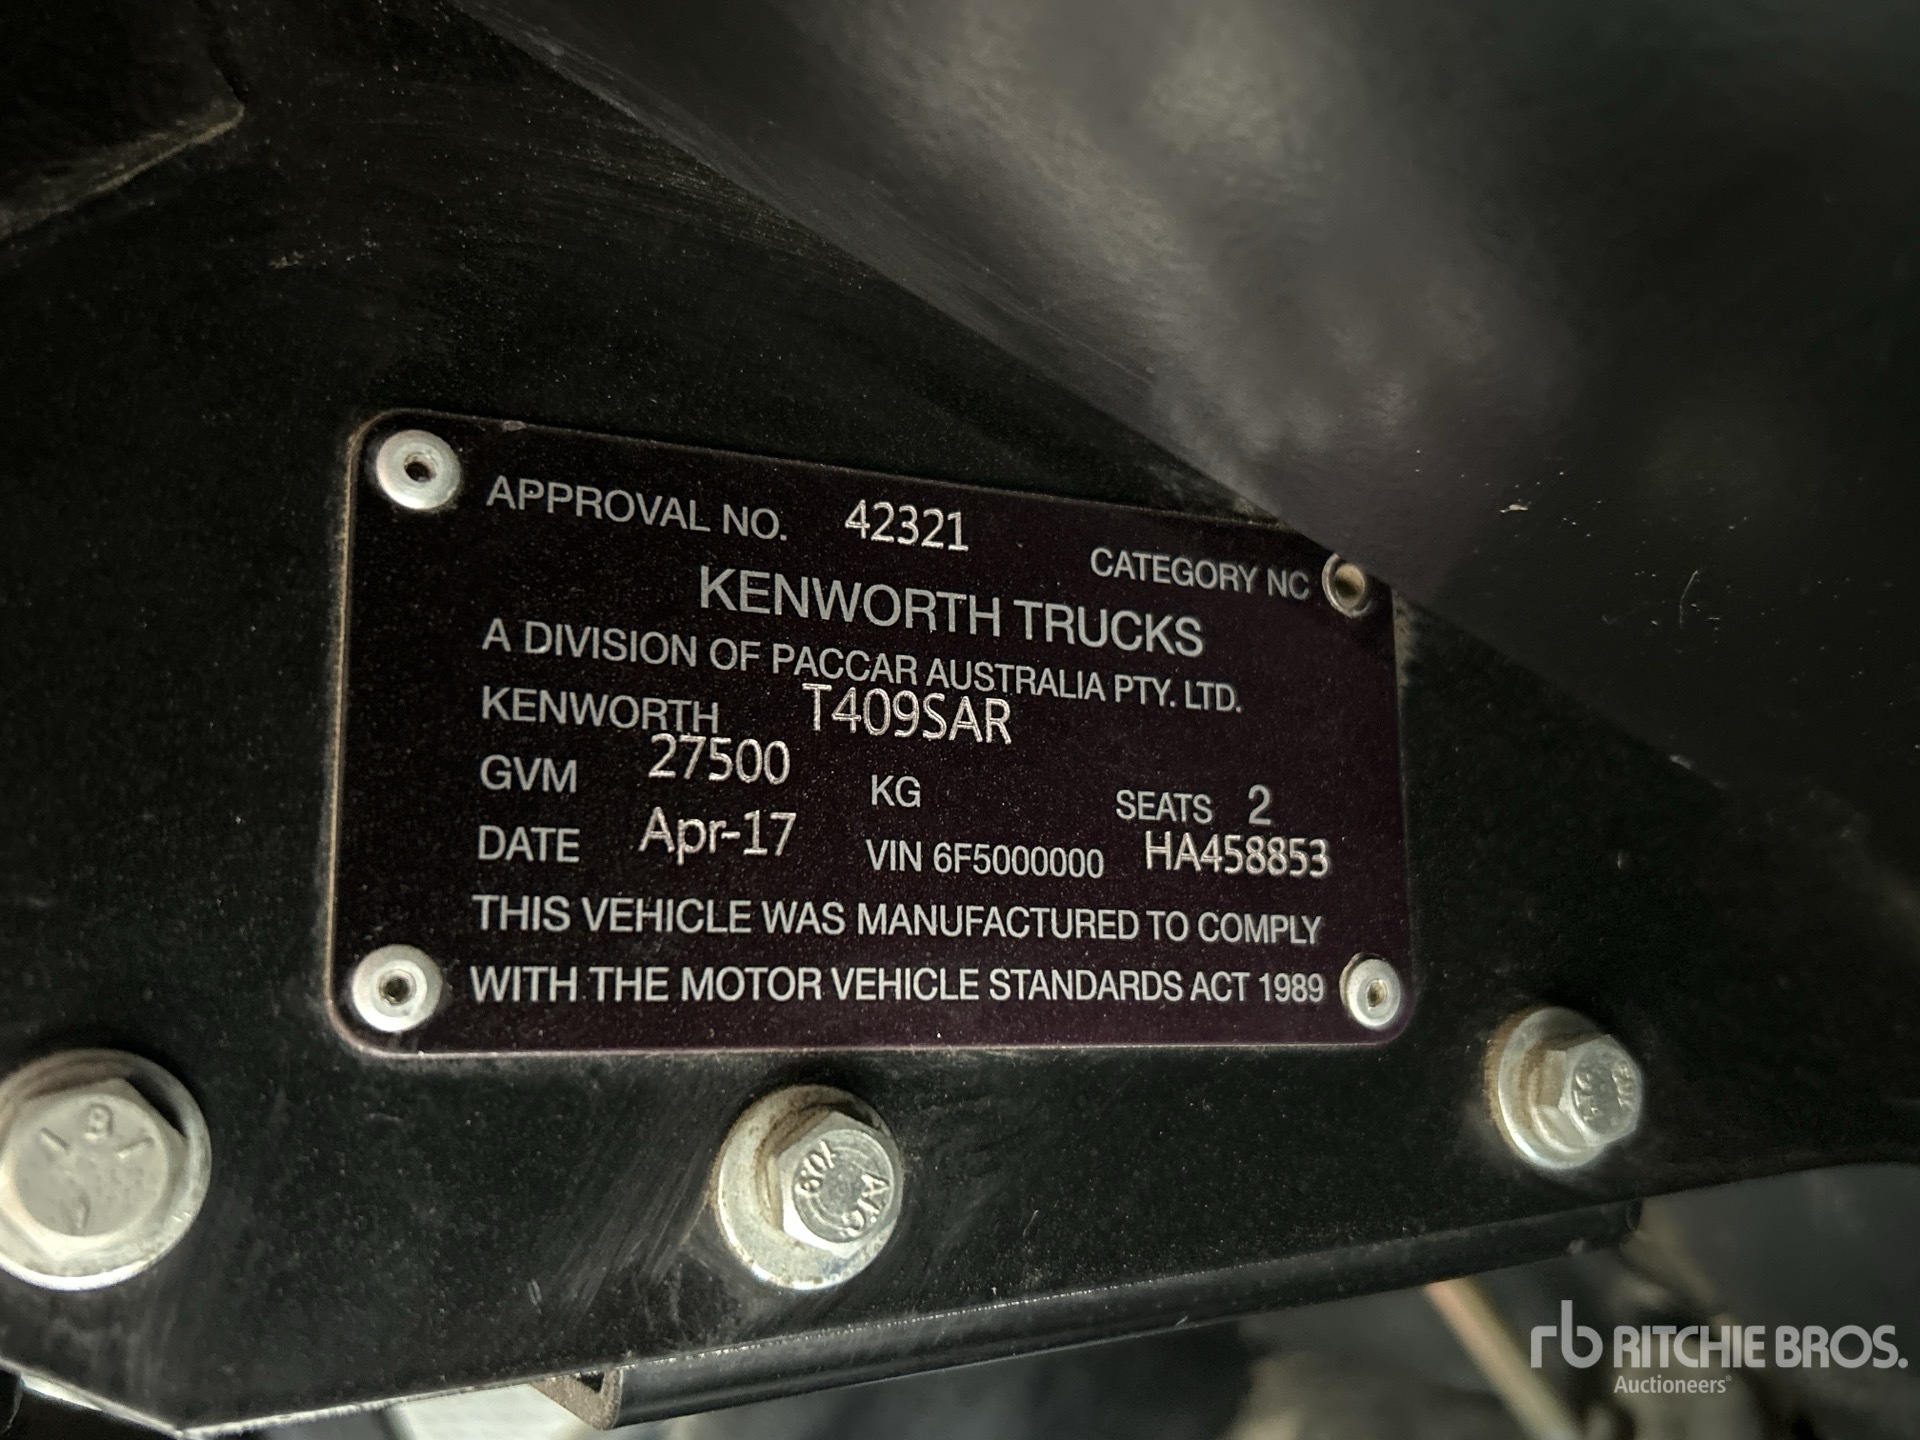 APPROVAL NO. 42321 CATEGORY NC
KENWORTH TRUCKS
A DIVISION OF PACCAR AUSTRALIA PTY. LTD.
KENWORTH T409SAR
GVM 27500 KG SEATS 2
DATE Apr-17 VIN 6F5000000 HA458853
THIS VEHICLE WAS MANUFACTURED TO COMPLY
WITH THE MOTOR VEHICLE STANDARDS ACT 1989
rb RITCHIE BROS.
Auctioneers